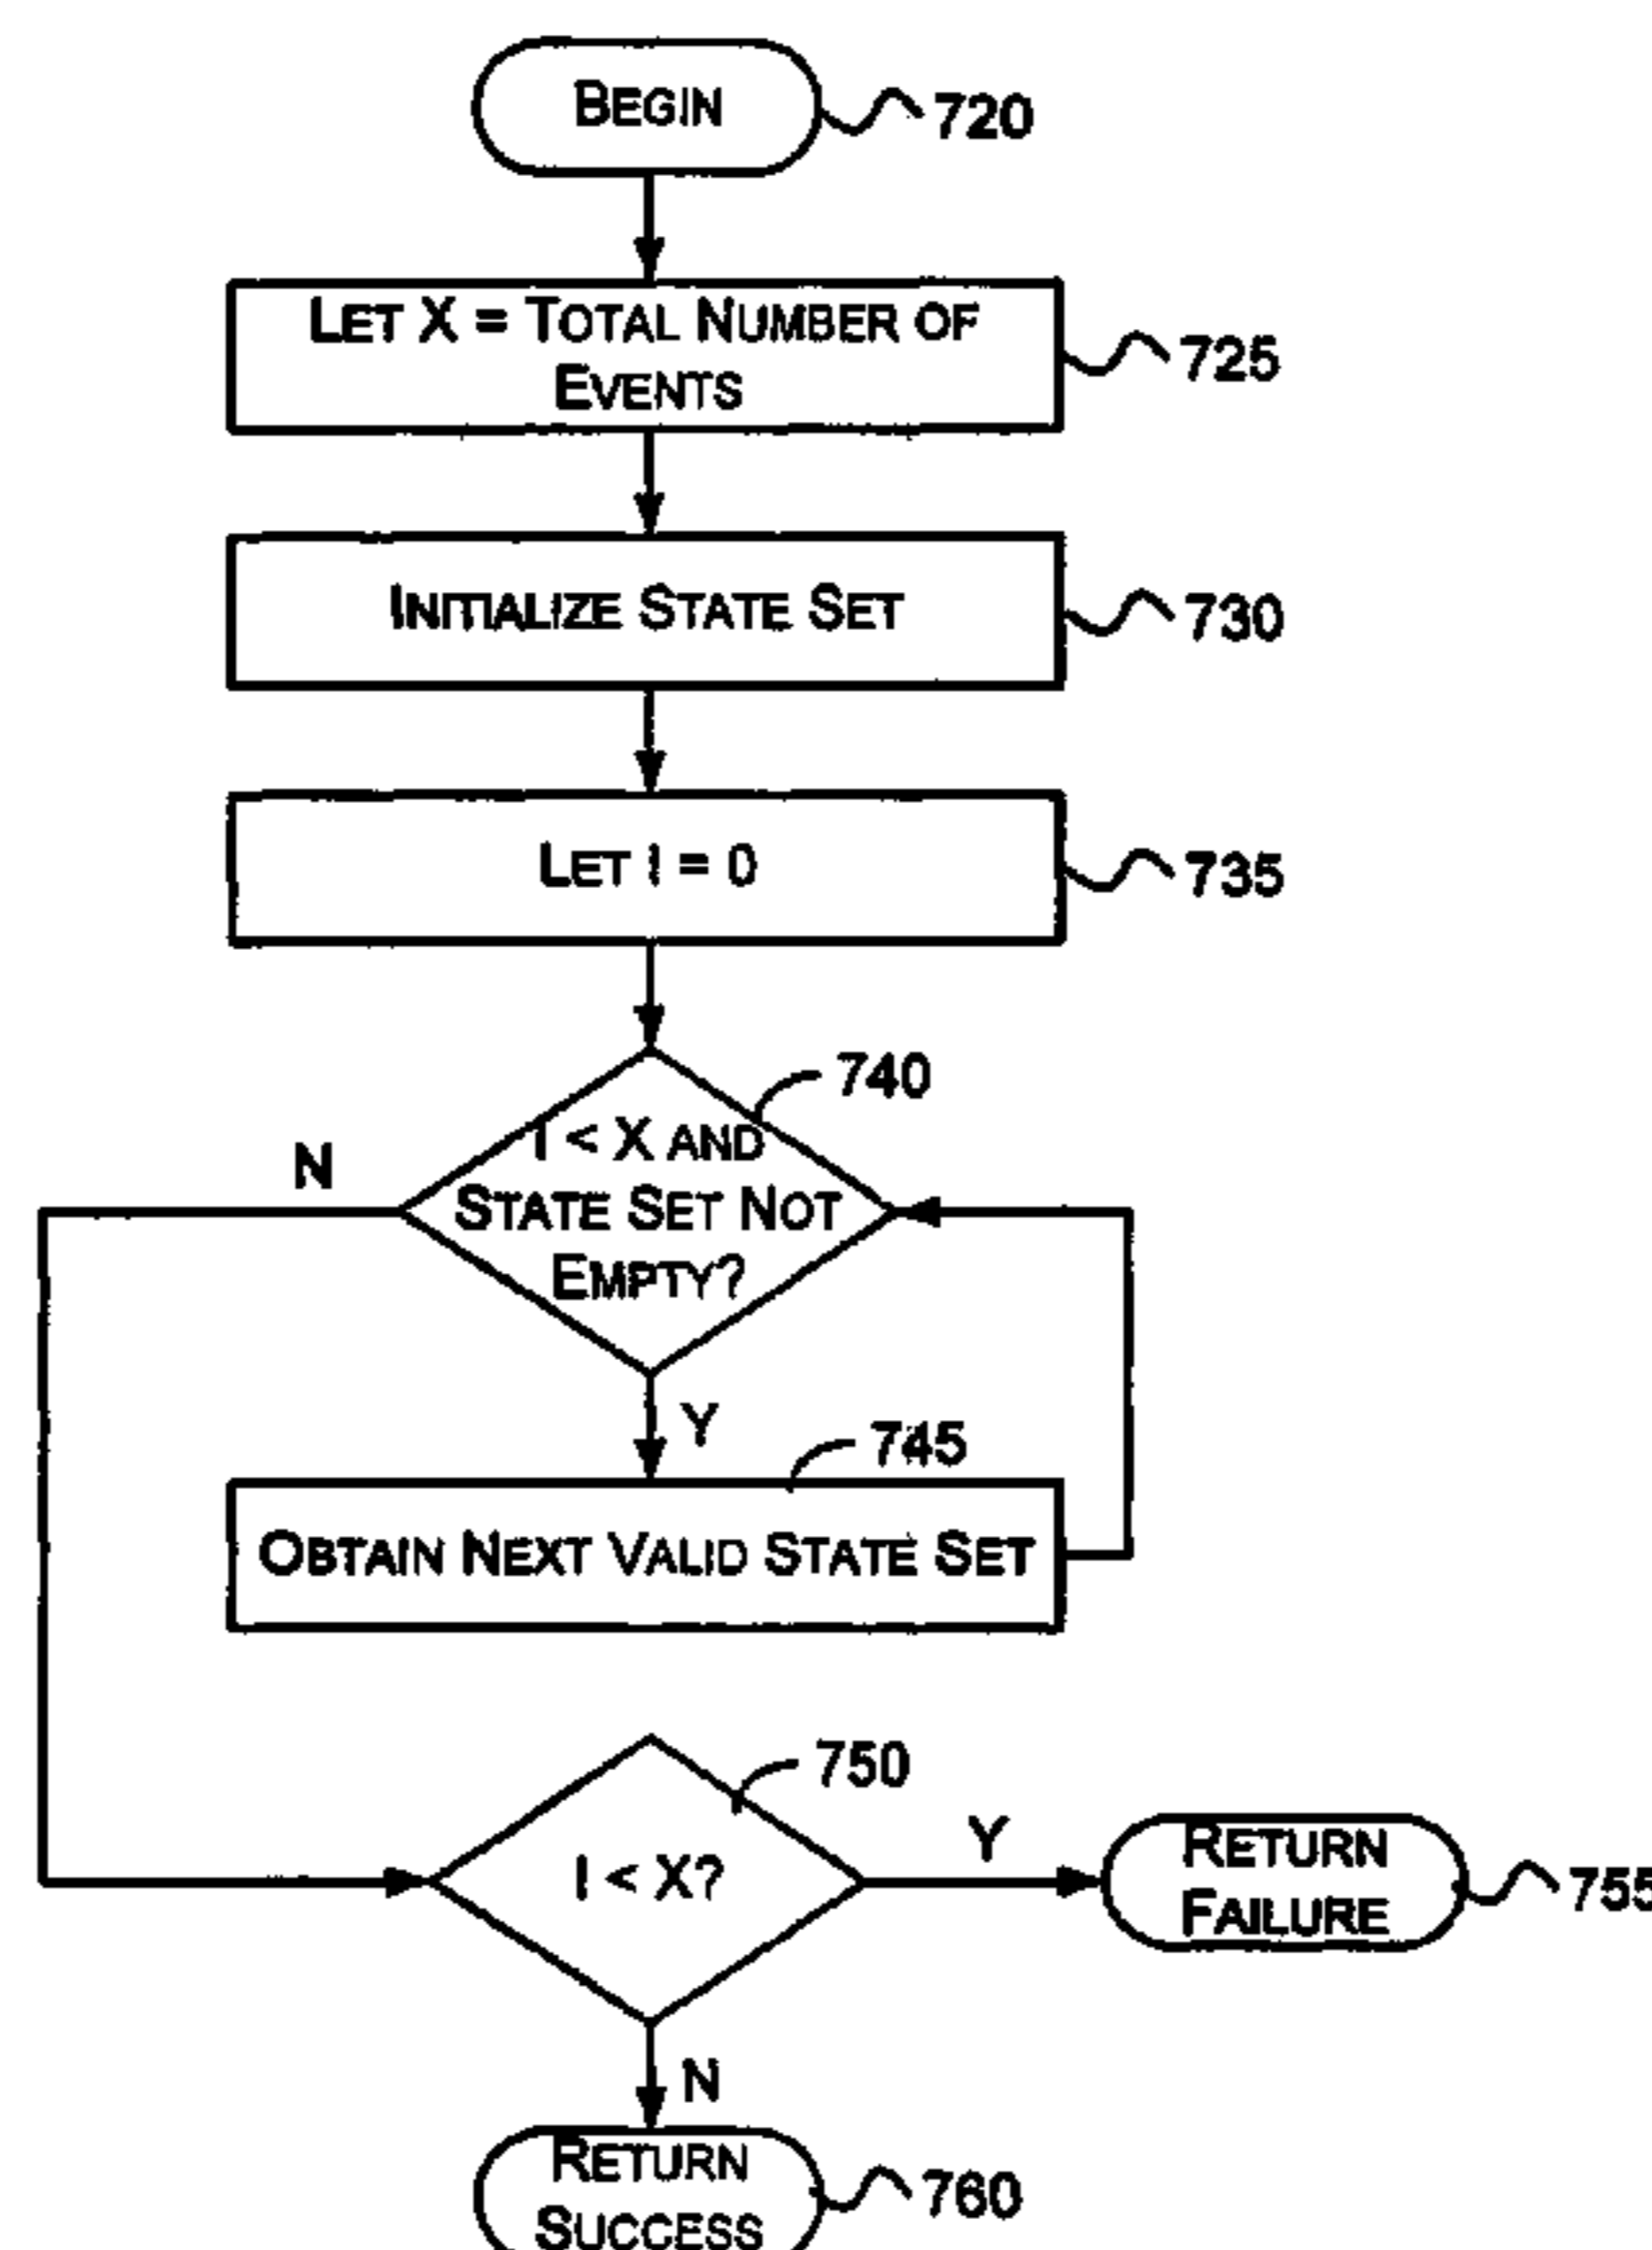 BEGIN
720
LET X = TOTAL NUMBER OF
EVENTS
725
INITIALIZE STATE SET
730
LET I = 0
735
740
I < X AND
STATE SET NOT
EMPTY?
N
Y
745
OBTAIN NEXT VALID STATE SET
750
I < X?
Y
RETURN
FAILURE
755
N
RETURN
SUCCESS
760